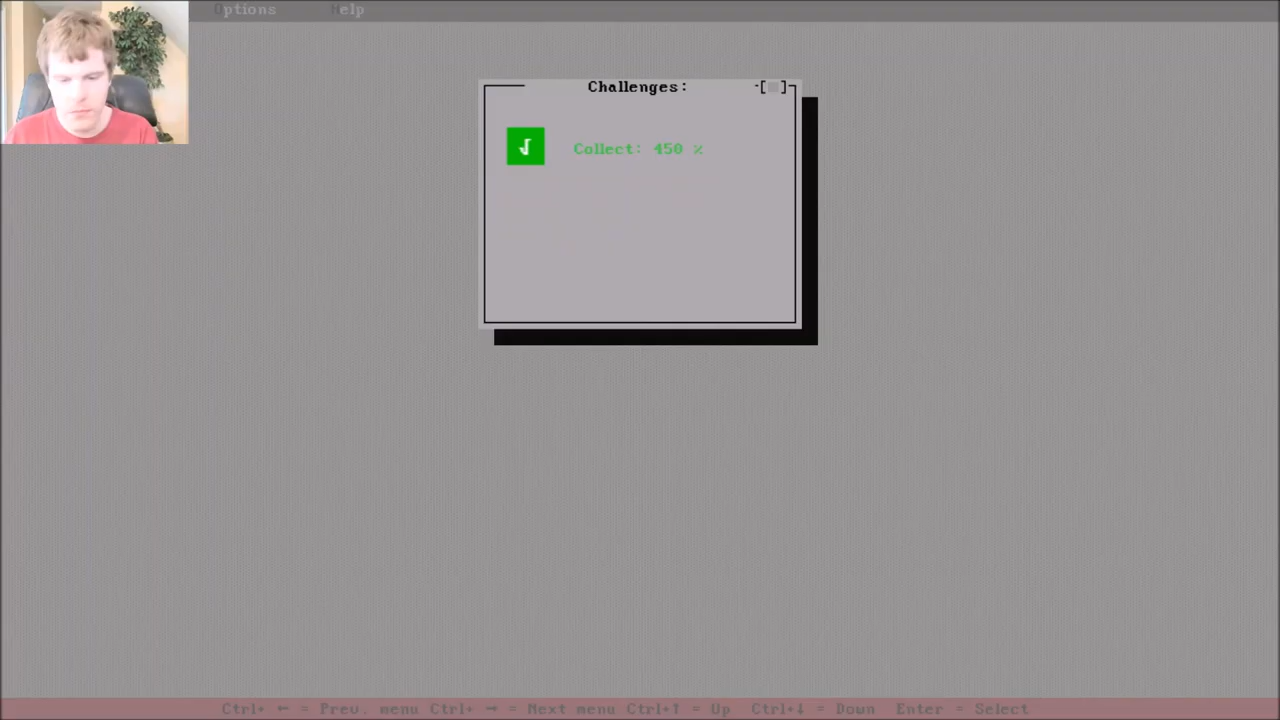 Options Help
Challenges:
√ Collect: 450 %
Ctrl+ ← = Prev. menu Ctrl+ → = Next menu Ctrl+↑ = Up Ctrl+↓ = Down Enter = Select